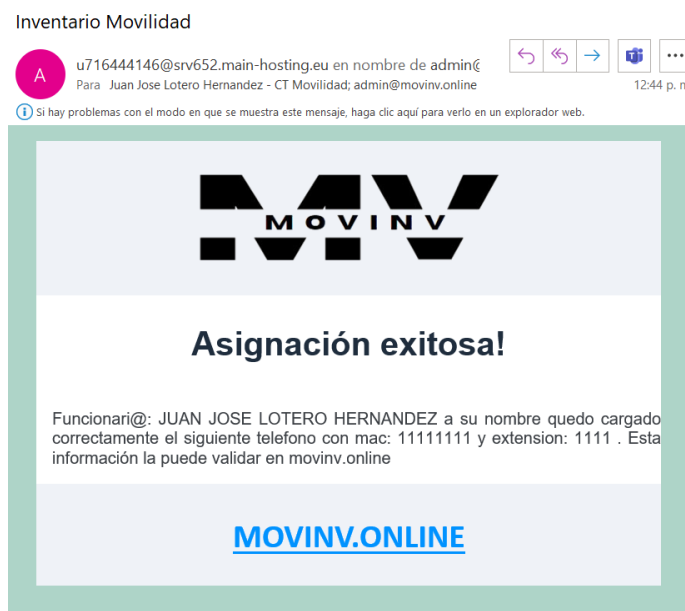 Inventario Movilidad
A
u716444146@srv652.main-hosting.eu en nombre de admin@
Para Juan Jose Lotero Hernandez - CT Movilidad; admin@movinv.online
12:44 p. m
Si hay problemas con el modo en que se muestra este mensaje, haga clic aquí para verlo en un explorador web.
MV
MOVINV
Asignación exitosa!
Funcionari@: JUAN JOSE LOTERO HERNANDEZ a su nombre quedo cargado
correctamente el siguiente telefono con mac: 11111111 y extension: 1111 . Esta
información la puede validar en movinv.online
MOVINV.ONLINE